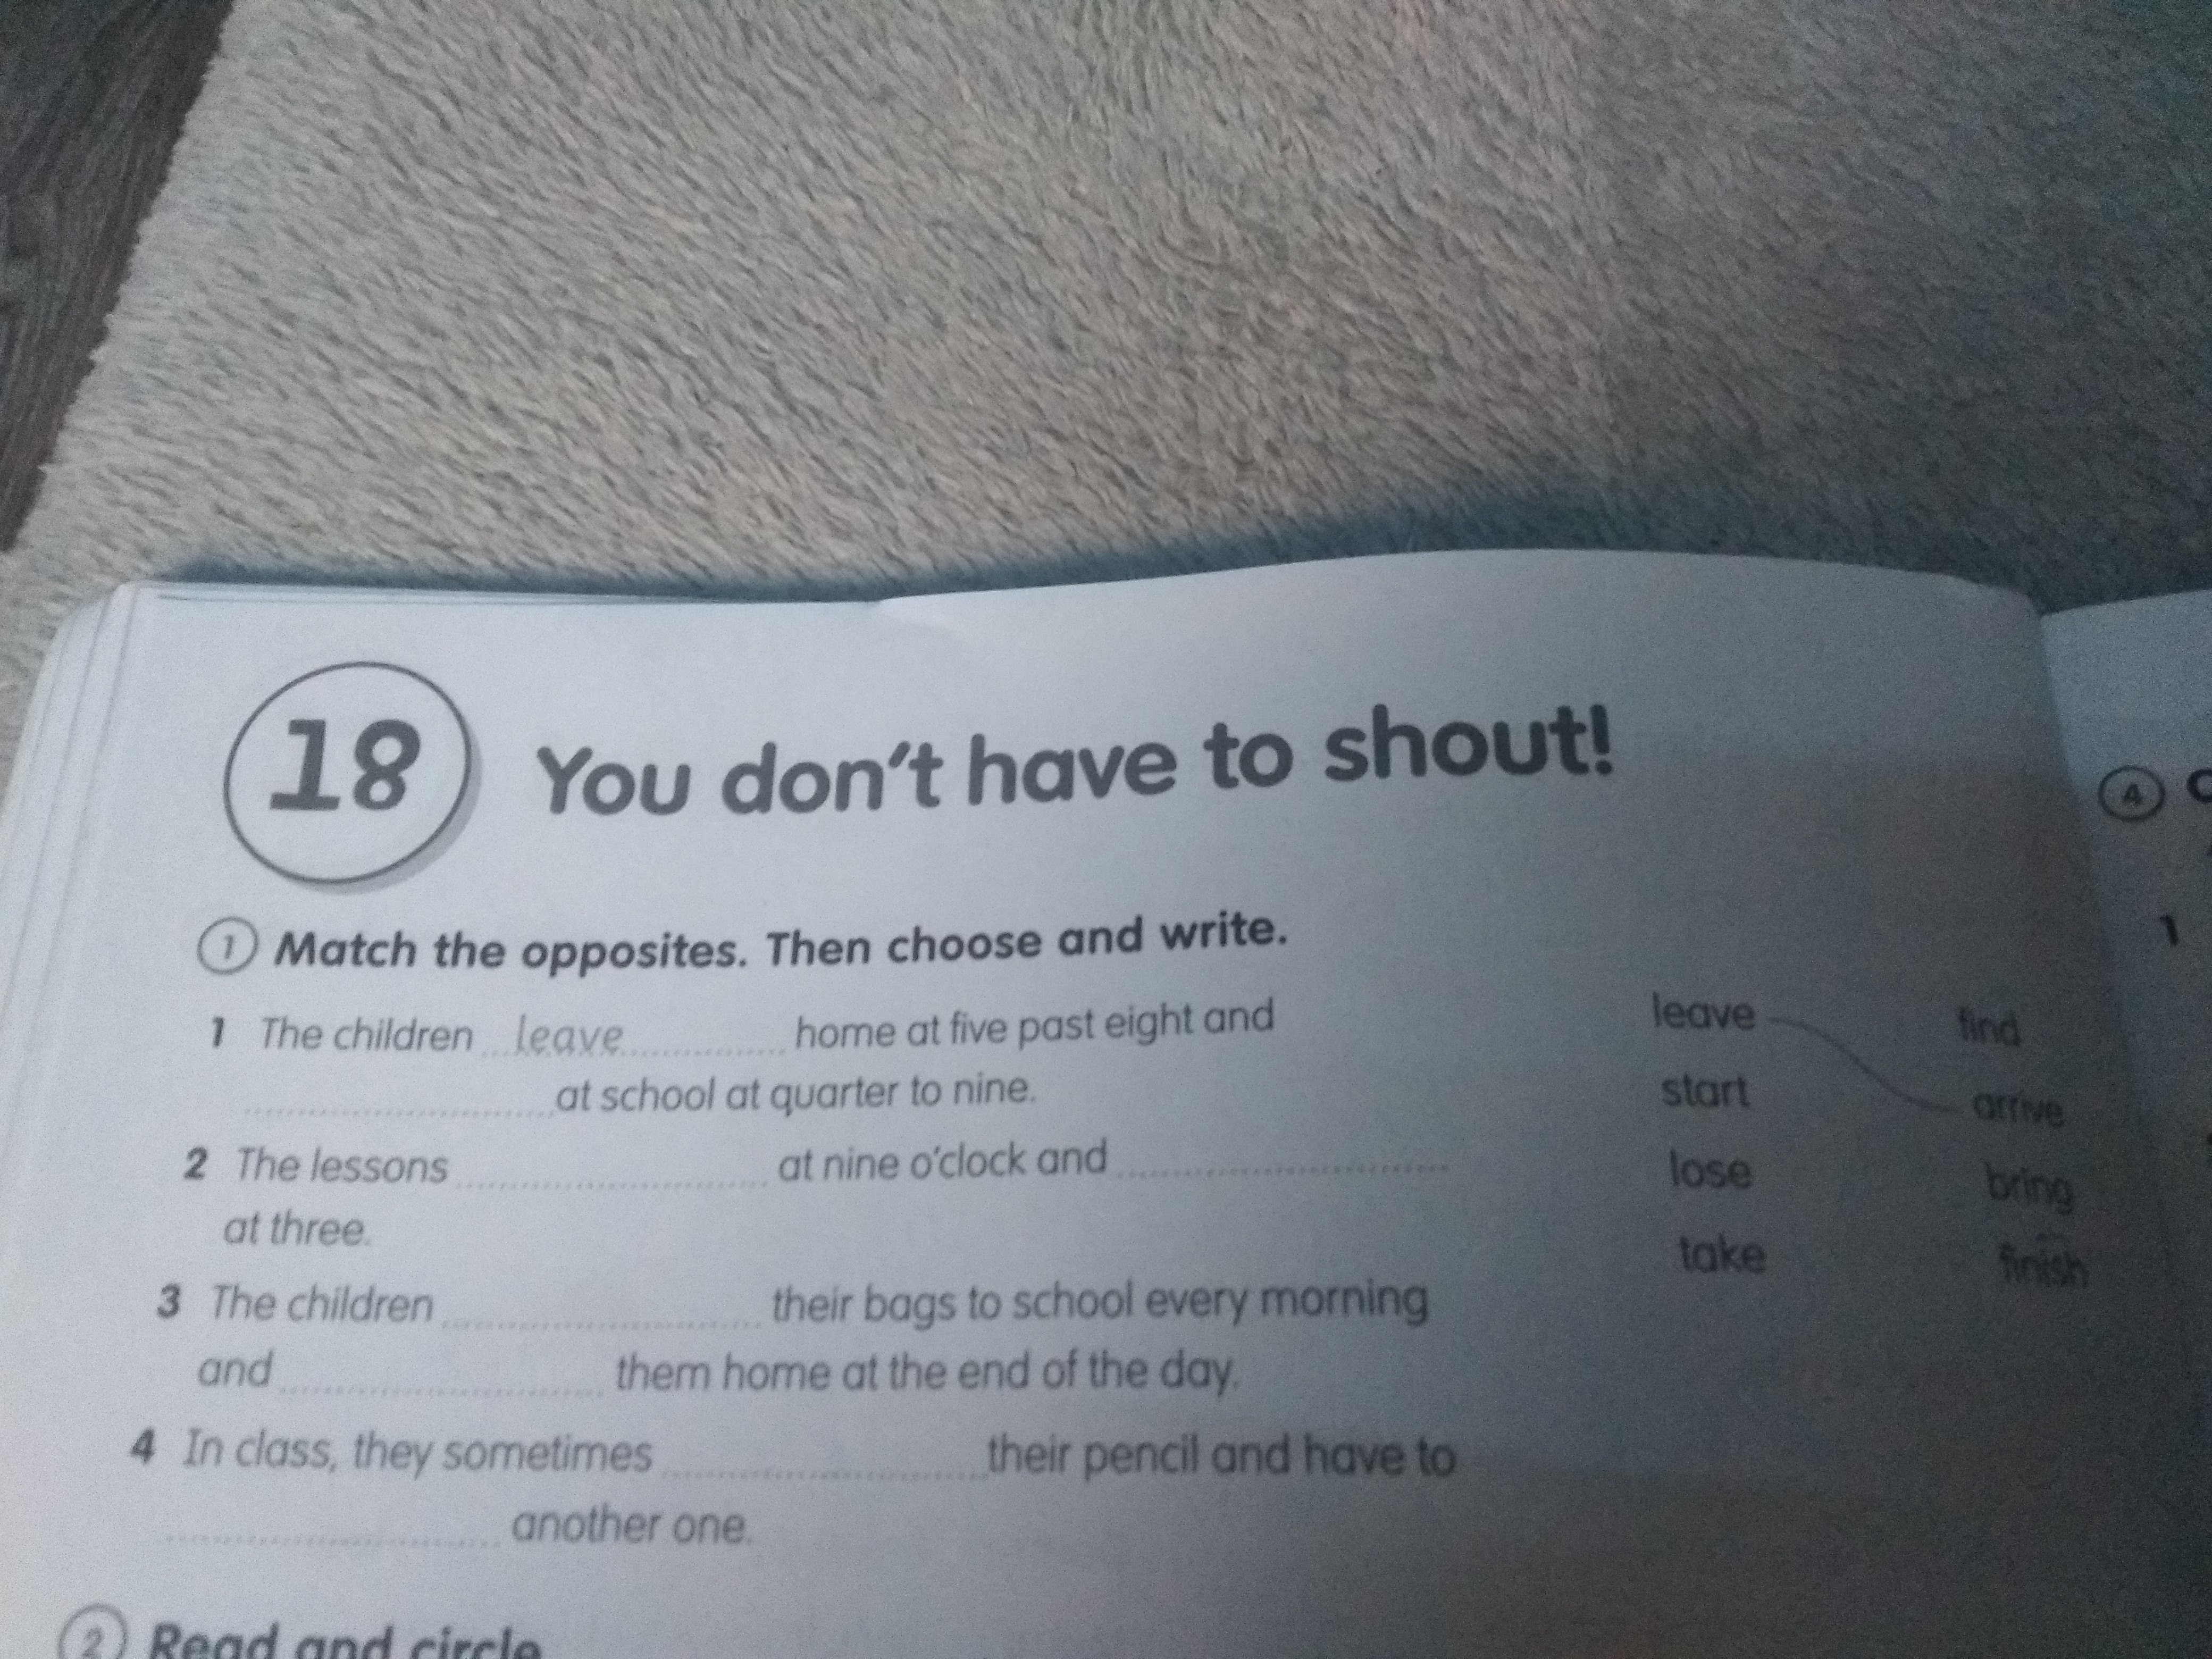 18 You don't have to shout!
1 Match the opposites. Then choose and write.
1 The children leave home at five past eight and
at school at quarter to nine.
2 The lessons at nine o'clock and
at three.
3 The children their bags to school every morning
and them home at the end of the day.
4 In class, they sometimes their pencil and have to
another one.
leave find
start arrive
lose bring
take finish
2 Read and circle
4
1